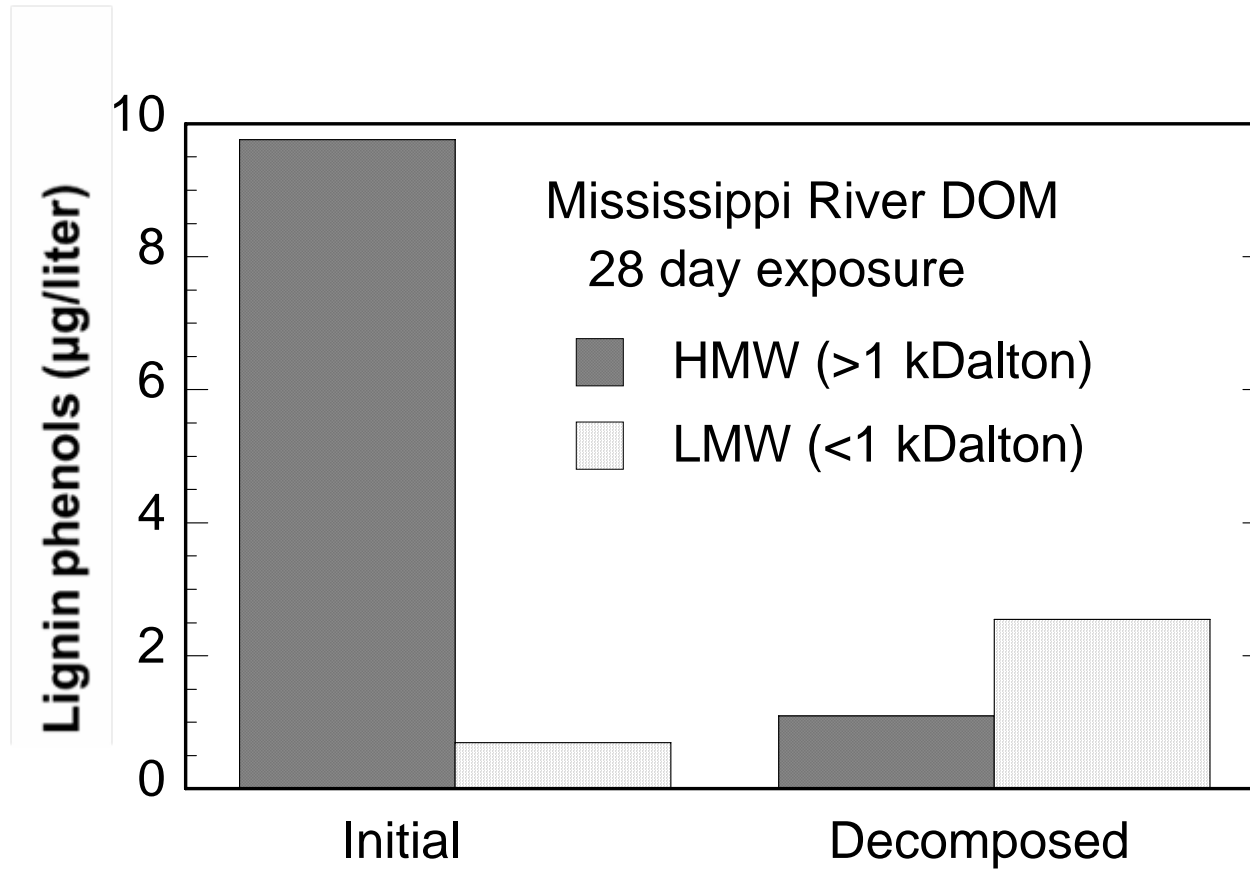 Lignin phenols (µg/liter)
10
8
6
4
2
0
Mississippi River DOM
28 day exposure
HMW (>1 kDalton)
LMW (<1 kDalton)
Initial
Decomposed